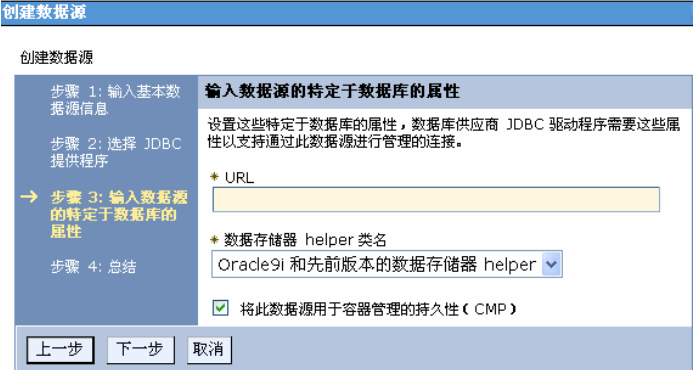 创建数据源
创建数据源
步骤 1: 输入基本数
据源信息
步骤 2: 选择 JDBC
提供程序
→ 步骤 3: 输入数据源
的特定于数据库的
属性
步骤 4: 总结
输入数据源的特定于数据库的属性
设置这些特定于数据库的属性，数据库供应商 JDBC 驱动程序需要这些属
性以支持通过此数据源进行管理的连接。
* URL
* 数据存储器 helper 类名
Oracle9i 和先前版本的数据存储器 helper
将此数据源用于容器管理的持久性（CMP）
上一步 下一步 取消